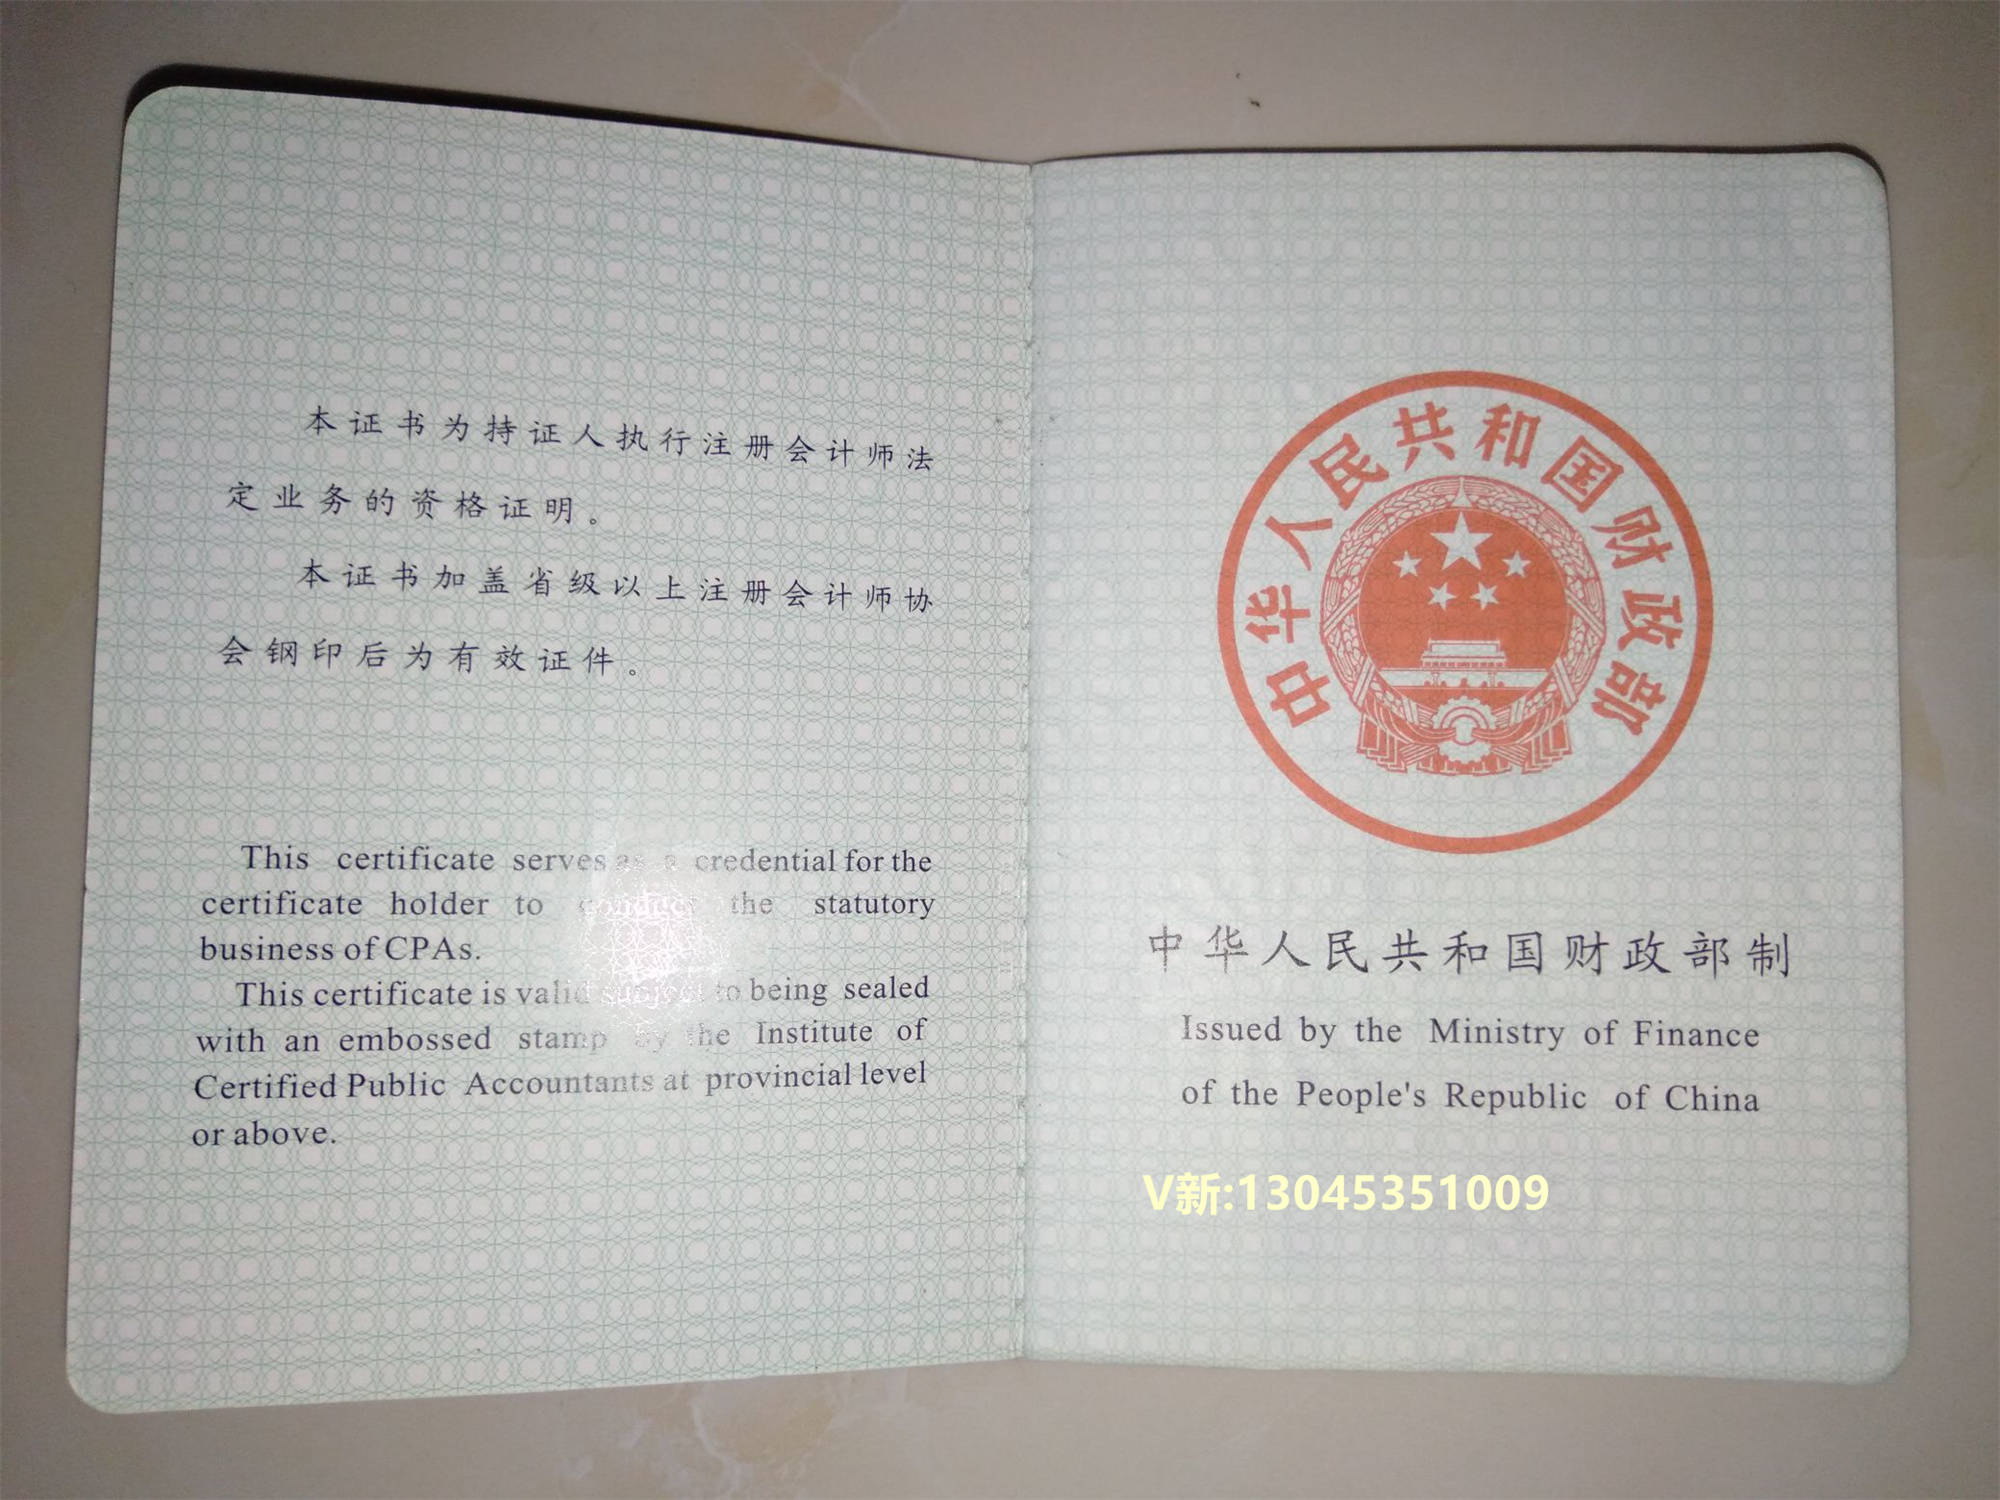 本证书为持证人执行注册会计师法
定业务的资格证明。
本证书加盖省级以上注册会计师协
会钢印后为有效证件。
This certificate serves as a credential for the
certificate holder to conduct the statutory
business of CPAs.
This certificate is valid subject to being sealed
with an embossed stamp by the Institute of
Certified Public Accountants at provincial level
or above.
中华人民共和国财政部
中华人民共和国财政部制
Issued by the Ministry of Finance
of the People's Republic of China
V新:13045351009